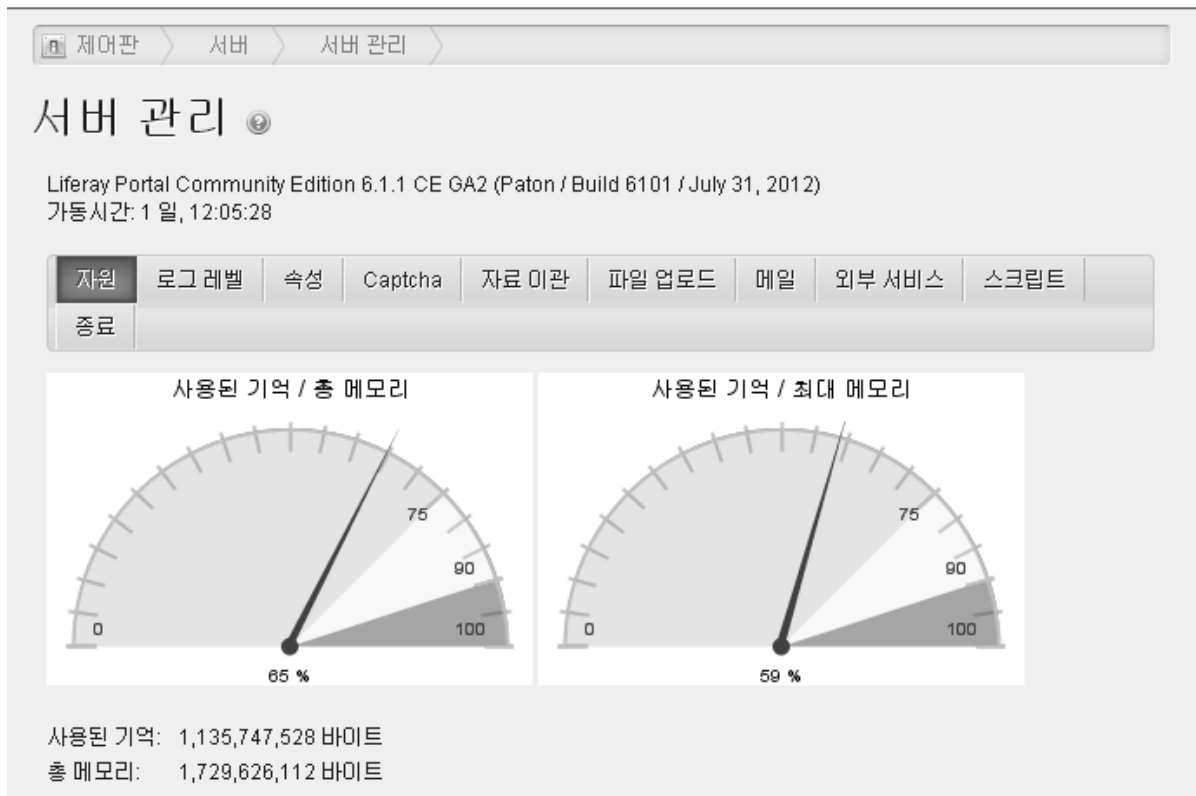 제어판 서버 서버 관리
서버 관리
Liferay Portal Community Edition 6.1.1 CE GA2 (Paton / Build 6101 / July 31, 2012)
가동시간: 1 일, 12:05:28
자원 로그 레벨 속성 Captcha 자료 이관 파일 업로드 메일 외부 서비스 스크립트
종료
사용된 기억 / 총 메모리
0
75
90
100
65 %
사용된 기억 / 최대 메모리
0
75
90
100
59 %
사용된 기억: 1,135,747,528 바이트
총 메모리: 1,729,626,112 바이트